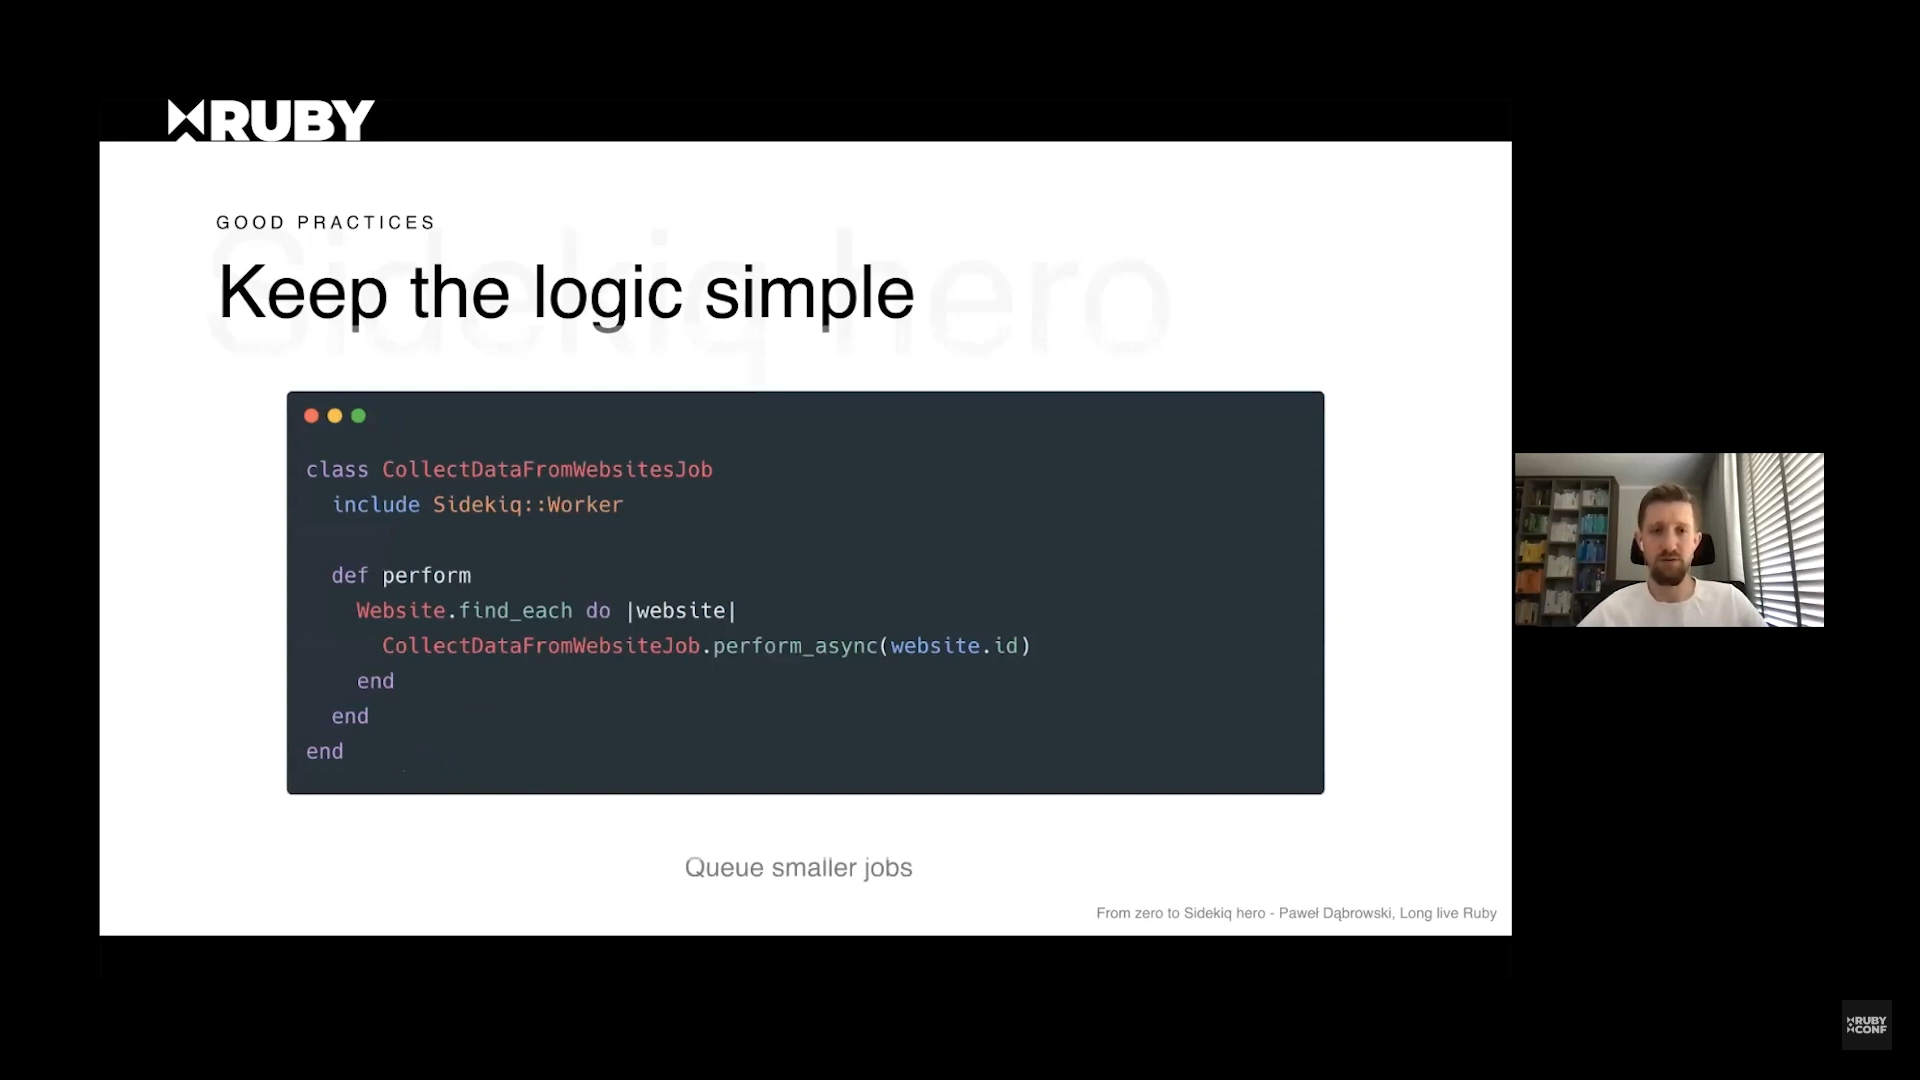 RUBY
GOOD PRACTICES
Sidekiq hero
Keep the logic simple
class CollectDataFromWebsitesJob
  include Sidekiq::Worker
  def perform
    Website.find_each do |website|
      CollectDataFromWebsiteJob.perform_async(website.id)
    end
  end
end
Queue smaller jobs
From zero to Sidekiq hero - Paweł Dąbrowski, Long live Ruby
RUBY
CONF